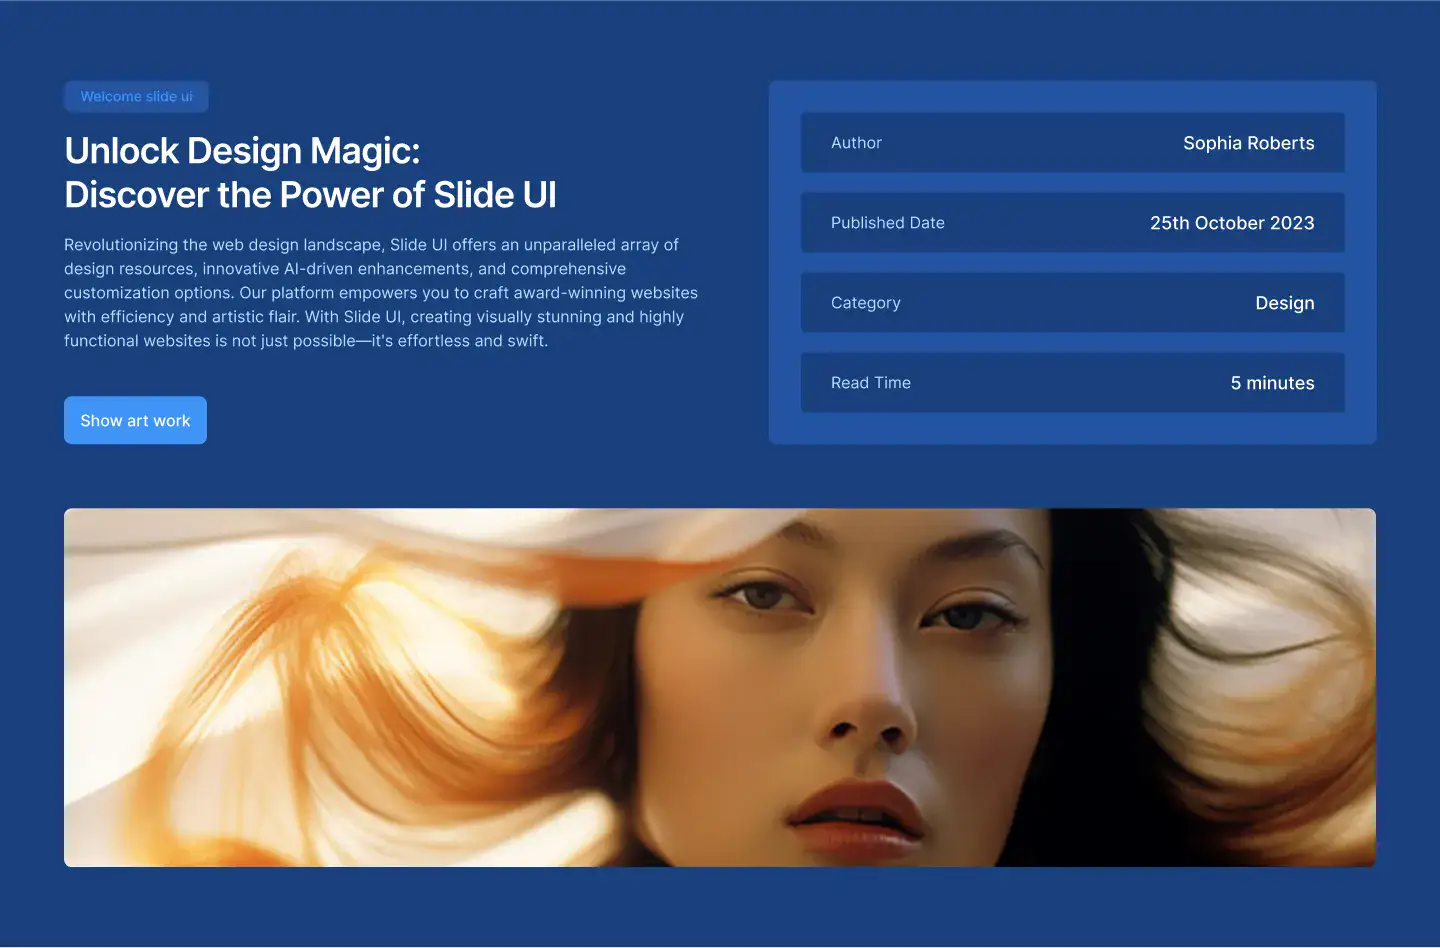 Welcome slide ui
Unlock Design Magic:
Discover the Power of Slide UI
Revolutionizing the web design landscape, Slide UI offers an unparalleled array of
design resources, innovative AI-driven enhancements, and comprehensive
customization options. Our platform empowers you to craft award-winning websites
with efficiency and artistic flair. With Slide UI, creating visually stunning and highly
functional websites is not just possible—it's effortless and swift.
Show art work
Author Sophia Roberts
Published Date 25th October 2023
Category Design
Read Time 5 minutes